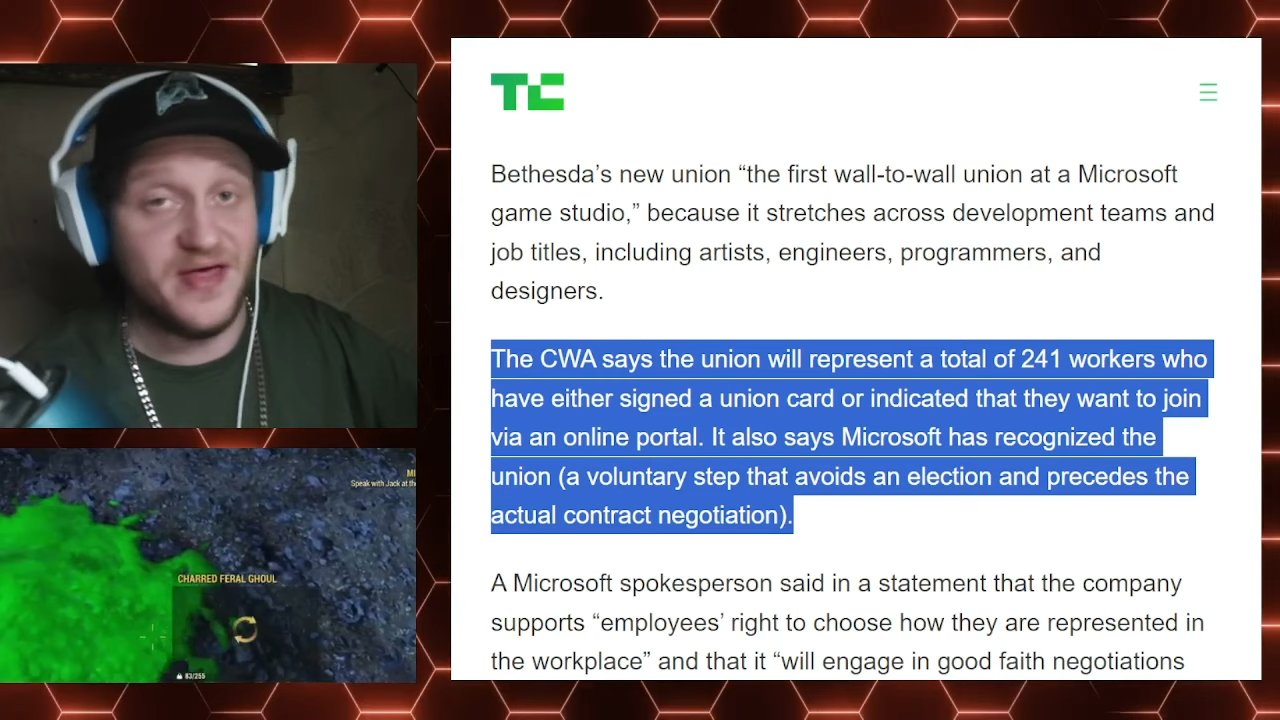 TC
Bethesda’s new union “the first wall-to-wall union at a Microsoft
game studio,” because it stretches across development teams and
job titles, including artists, engineers, programmers, and
designers.
The CWA says the union will represent a total of 241 workers who
have either signed a union card or indicated that they want to join
via an online portal. It also says Microsoft has recognized the
union (a voluntary step that avoids an election and precedes the
actual contract negotiation).
A Microsoft spokesperson said in a statement that the company
supports “employees’ right to choose how they are represented in
the workplace” and that it “will engage in good faith negotiations
MI
Speak with Jack at the
CHARRED FERAL GHOUL
83/255